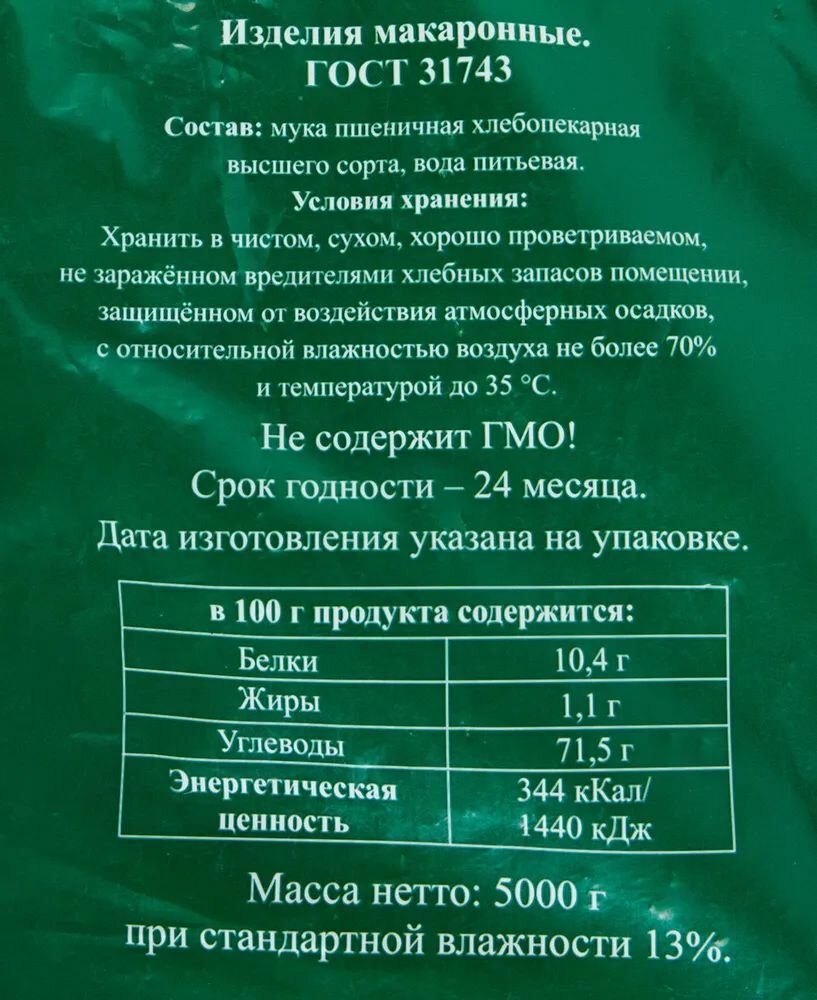 Изделия макаронные.
ГОСТ 31743
Состав: мука пшеничная хлебопекарная
высшего сорта, вода питьевая.
Условия хранения:
Хранить в чистом, сухом, хорошо проветриваемом,
не заражённом вредителями хлебных запасов помещении,
защищённом от воздействия атмосферных осадков,
с относительной влажностью воздуха не более 70%
и температурой до 35 °С.
Не содержит ГМО!
Срок годности – 24 месяца.
Дата изготовления указана на упаковке.
в 100 г продукта содержится:
Белки 10,4 г
Жиры 1,1 г
Углеводы 71,5 г
Энергетическая 344 кКал/
ценность 1440 кДж
Масса нетто: 5000 г
при стандартной влажности 13%.